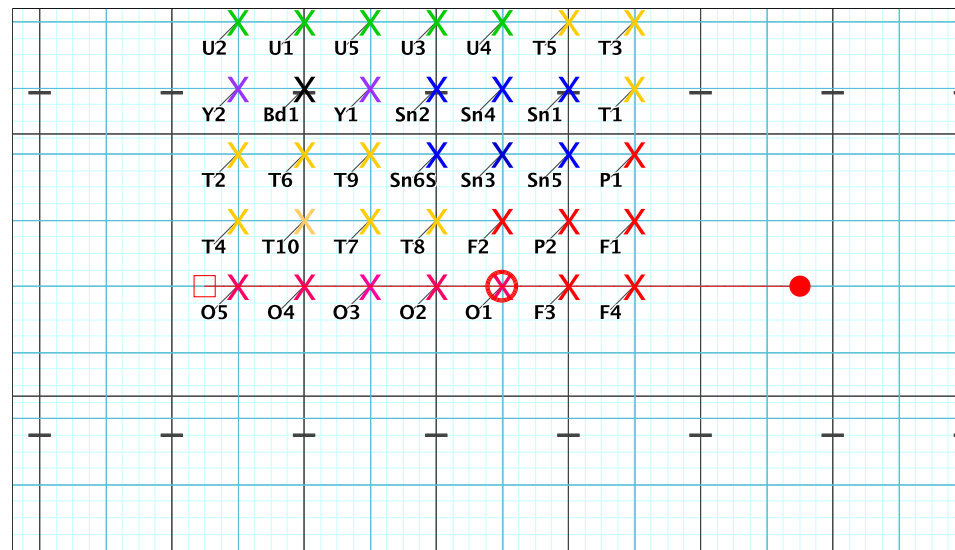 U2 U1 U5 U3 U4 T5 T3
Y2 Bd1 Y1 Sn2 Sn4 Sn1 T1
T2 T6 T9 Sn6S Sn3 Sn5 P1
T4 T10 T7 T8 F2 P2 F1
O5 O4 O3 O2 O1 F3 F4